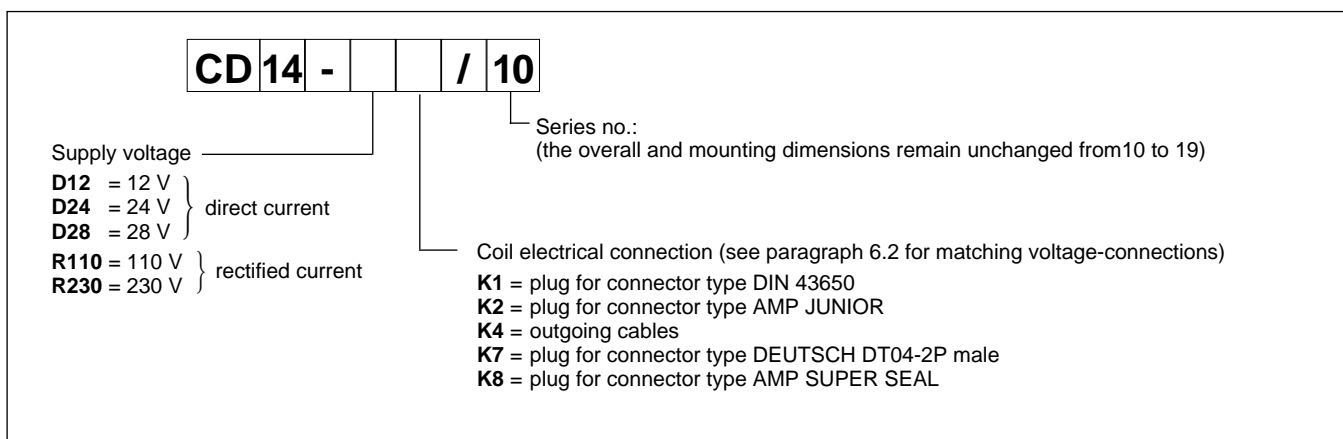 CD 14 - / 10
Series no.:
(the overall and mounting dimensions remain unchanged from10 to 19)
Supply voltage
D12 = 12 V
D24 = 24 V
D28 = 28 V
direct current
R110 = 110 V
R230 = 230 V
rectified current
Coil electrical connection (see paragraph 6.2 for matching voltage-connections)
K1 = plug for connector type DIN 43650
K2 = plug for connector type AMP JUNIOR
K4 = outgoing cables
K7 = plug for connector type DEUTSCH DT04-2P male
K8 = plug for connector type AMP SUPER SEAL